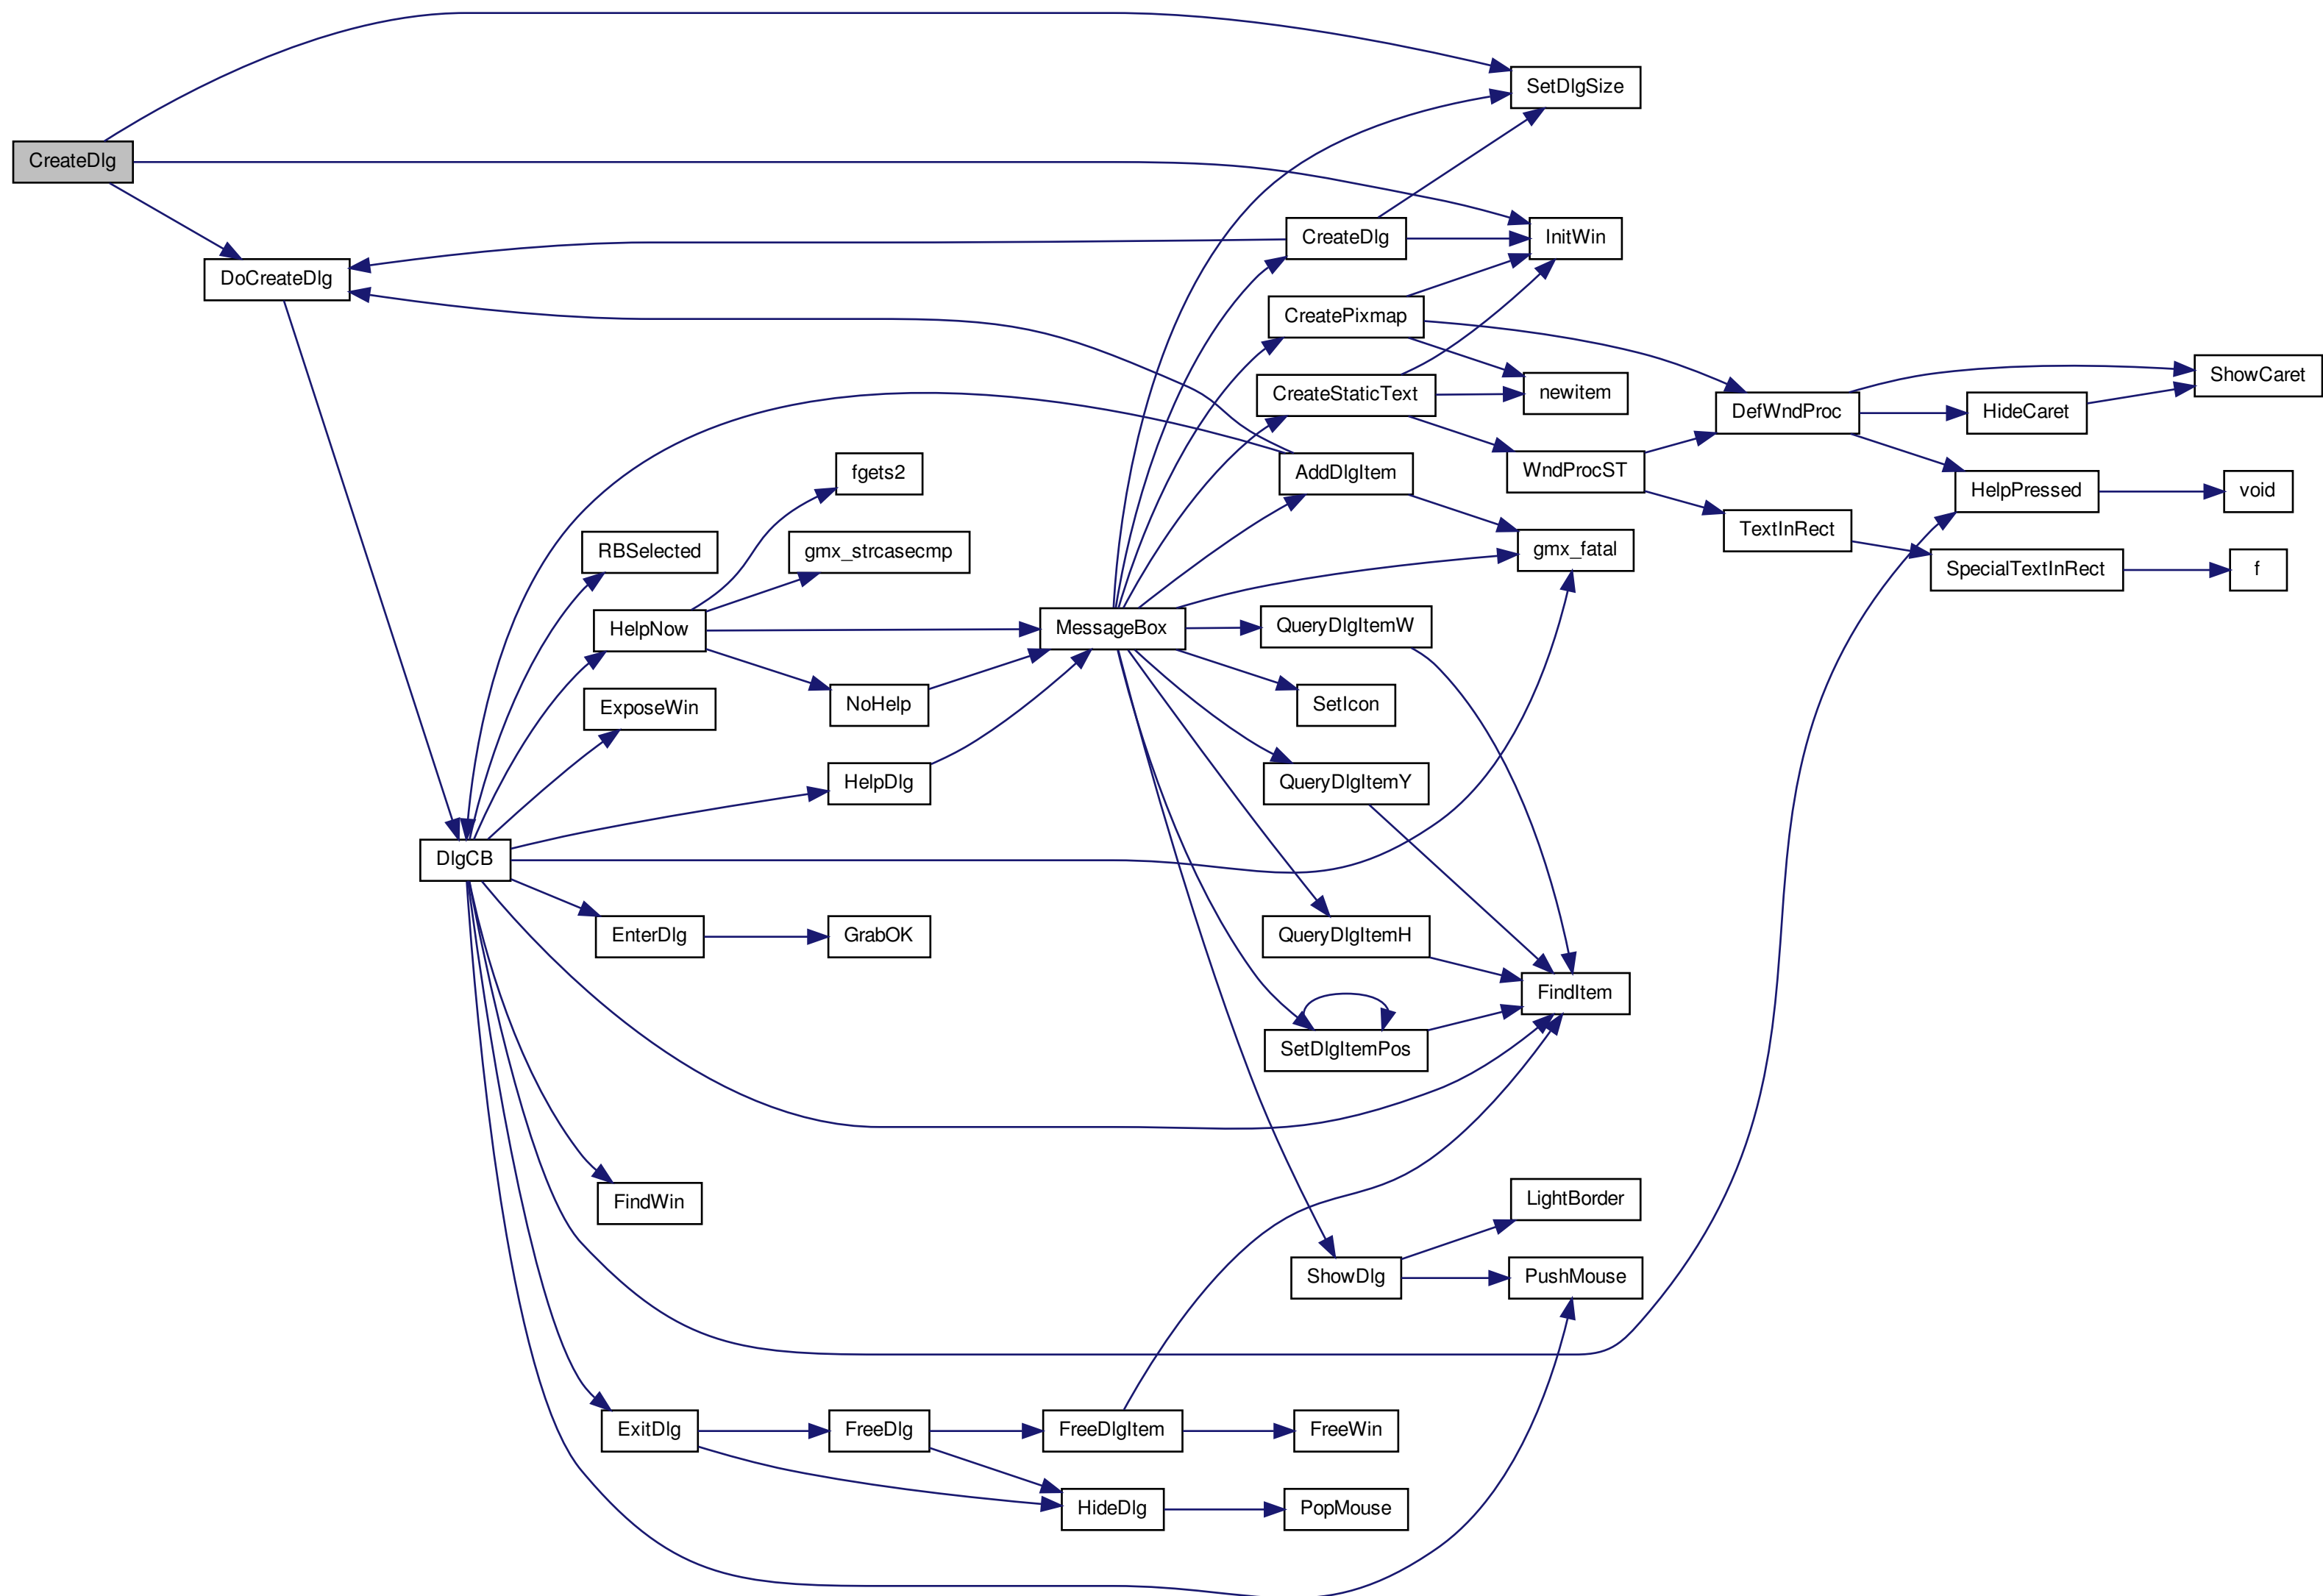 SetDlgSize
CreateDlg
CreateDlg
InitWin
DoCreateDlg
CreatePixmap
ShowCaret
CreateStaticText
newitem
DefWndProc
HideCaret
fgets2
AddDlgItem
WndProcST
HelpPressed
void
RBSelected
gmx_strcasecmp
gmx_fatal
TextInRect
SpecialTextInRect
f
HelpNow
MessageBox
QueryDlgItemW
ExposeWin
NoHelp
SetIcon
HelpDlg
QueryDlgItemY
DlgCB
EnterDlg
GrabOK
QueryDlgItemH
FindItem
SetDlgItemPos
FindWin
LightBorder
ShowDlg
PushMouse
ExitDlg
FreeDlg
FreeDlgItem
FreeWin
HideDlg
PopMouse